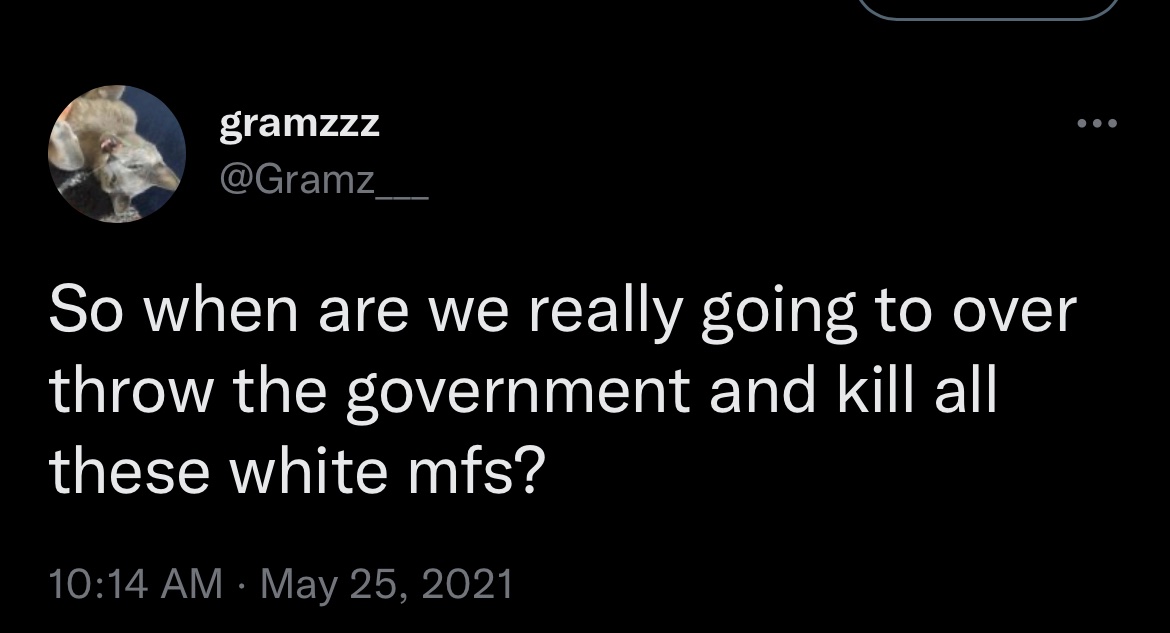 gramzzz
@Gramz___
So when are we really going to over
throw the government and kill all
these white mfs?
10:14 AM · May 25, 2021